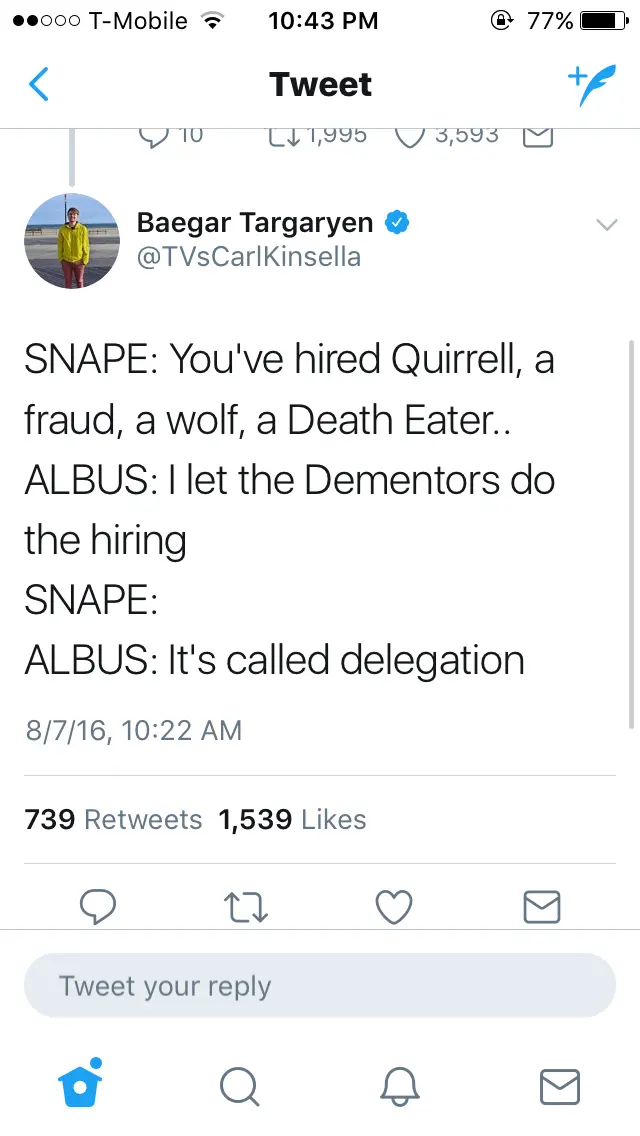 T-Mobile 10:43 PM 77%
Tweet
10 1,995 3,593
Baegar Targaryen
@TVsCarlKinsella
SNAPE: You've hired Quirrell, a
fraud, a wolf, a Death Eater..
ALBUS: I let the Dementors do
the hiring
SNAPE:
ALBUS: It's called delegation
8/7/16, 10:22 AM
739 Retweets 1,539 Likes
Tweet your reply